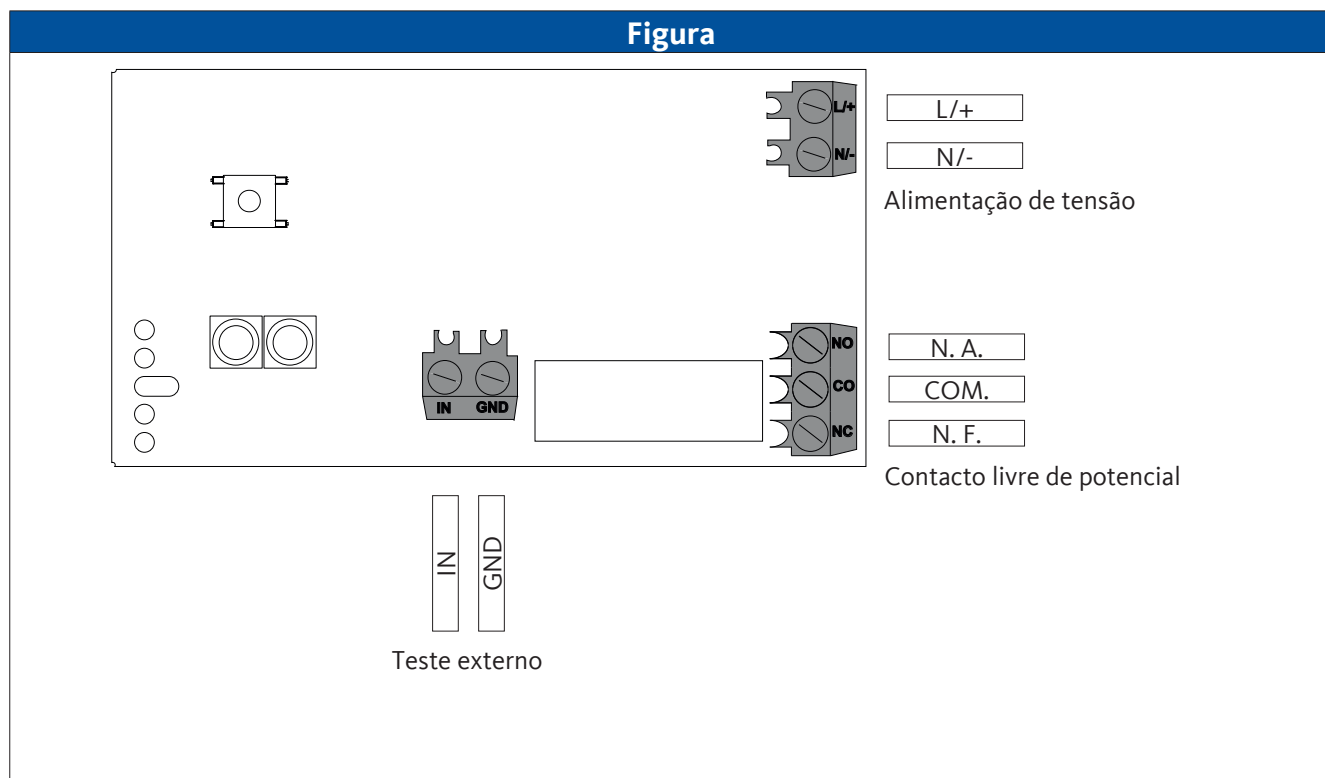 Figura
L/+
L/+
N/-
N/-
Alimentação de tensão
NO
N. A.
CO
COM.
NC
N. F.
IN
GND
Contacto livre de potencial
IN
GND
Teste externo